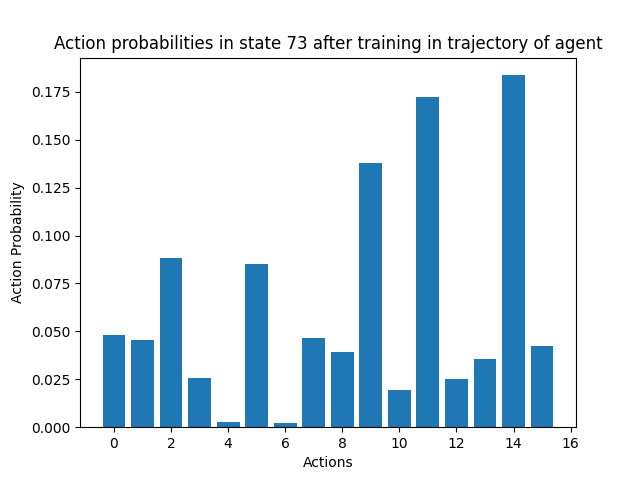 Action probabilities in state 73 after training in trajectory of agent
0.175
0.150
0.125
0.100
0.075
0.050
0.025
0.000
Action Probability
0 2 4 6 8 10 12 14 16
Actions